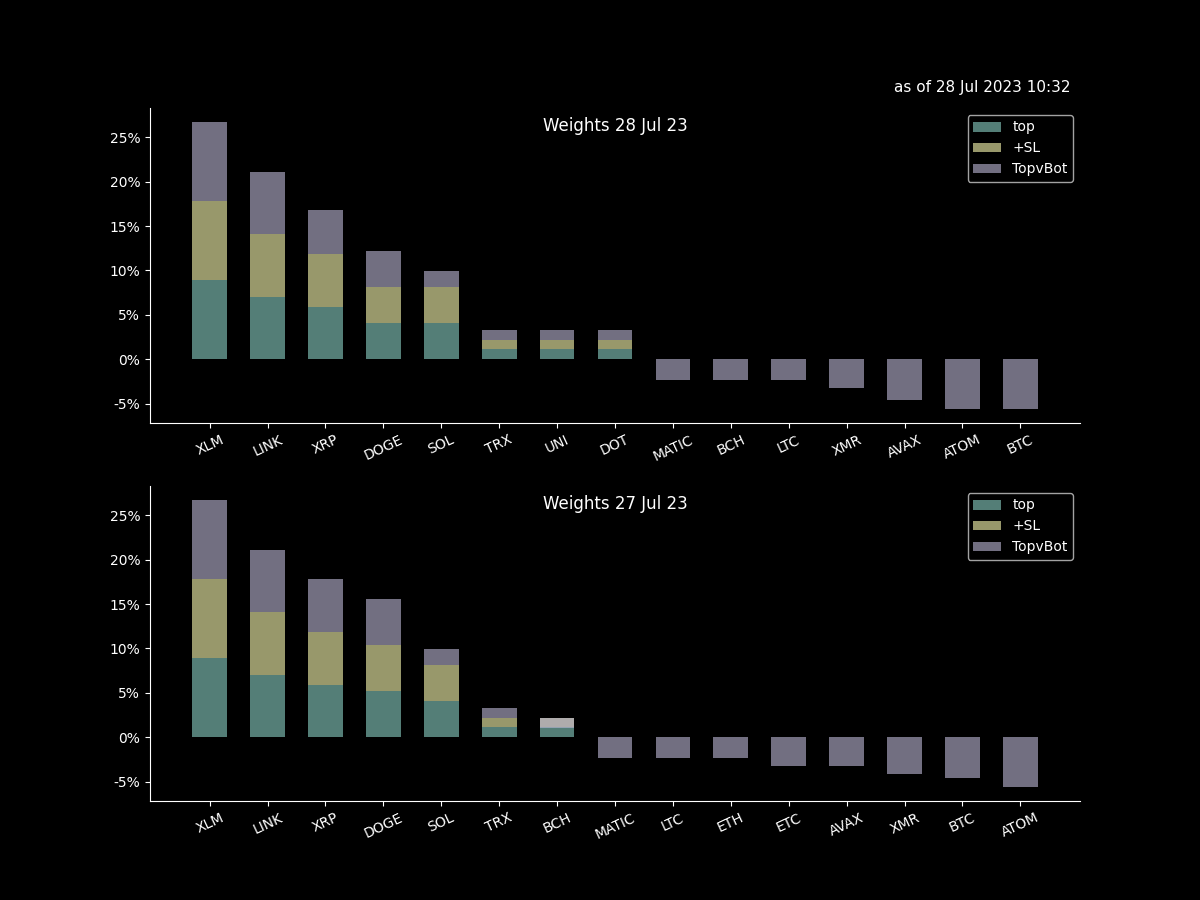 as of 28 Jul 2023 10:32
Weights 28 Jul 23
top
+SL
TopvBot
25%
20%
15%
10%
5%
0%
-5%
XLM LINK XRP DOGE SOL TRX UNI DOT MATIC BCH LTC XMR AVAX ATOM BTC
Weights 27 Jul 23
top
+SL
TopvBot
25%
20%
15%
10%
5%
0%
-5%
XLM LINK XRP DOGE SOL TRX BCH MATIC LTC ETH ETC AVAX XMR BTC ATOM